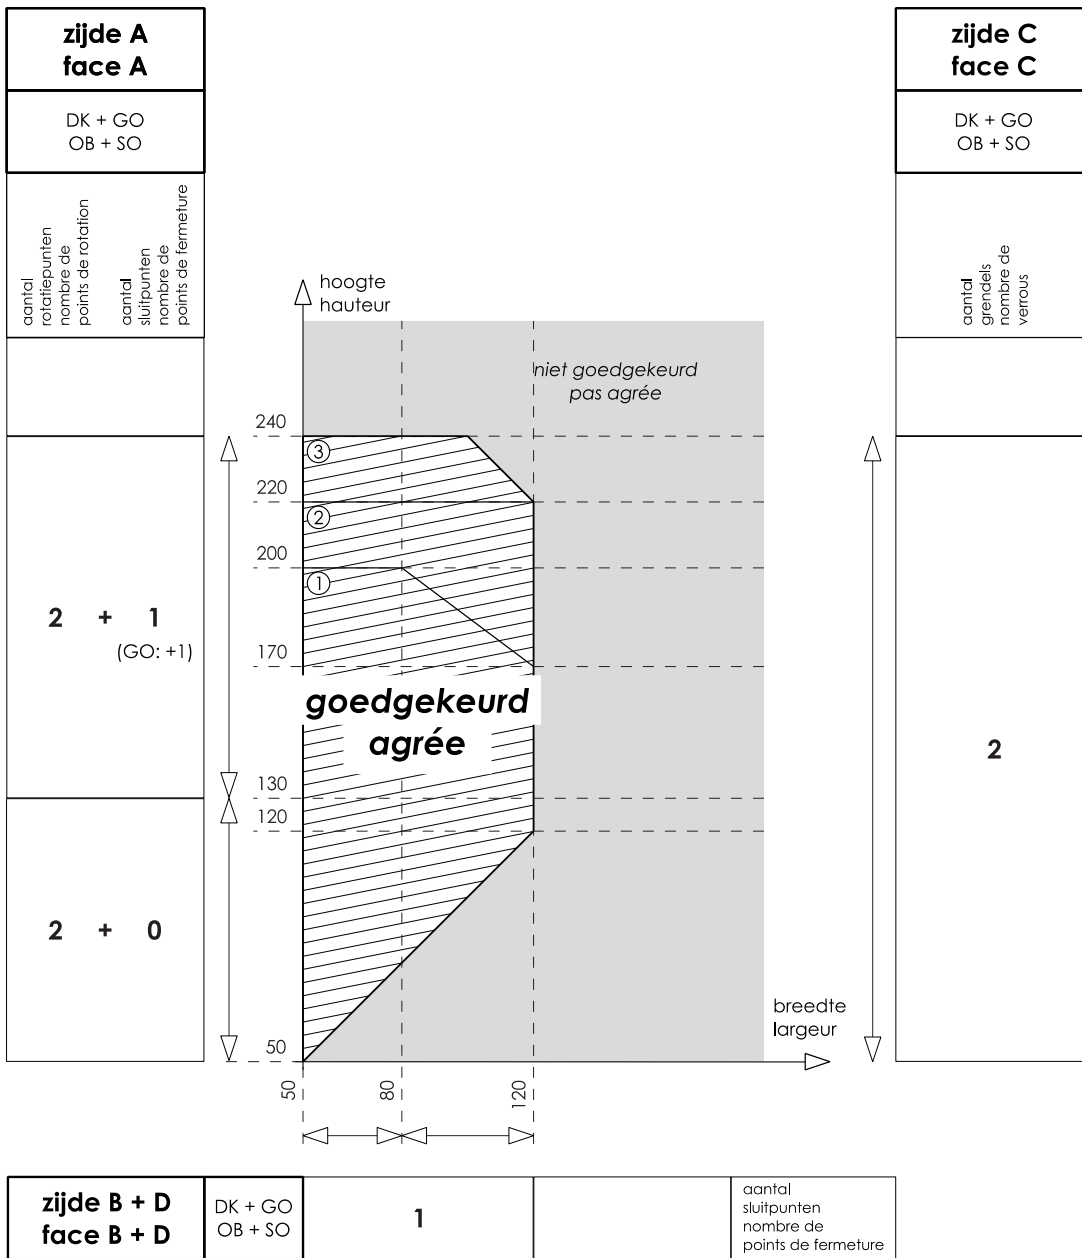 zijde A
face A
DK + GO
OB + SO
aantal
rotatiepunten
nombre de
points de rotation
aantal
sluitpunten
nombre de
points de fermeture
zijde C
face C
DK + GO
OB + SO
aantal
grendels
nombre de
verrous
hoogte
hauteur
niet goedgekeurd
pas agrée
240
3
220
2
200
1
2 + 1
(GO: +1)
170
goedgekeurd
agrée
2
130
120
2 + 0
breedte
largeur
50
50
80
120
zijde B + D
face B + D
DK + GO
OB + SO
1
aantal
sluitpunten
nombre de
points de fermeture